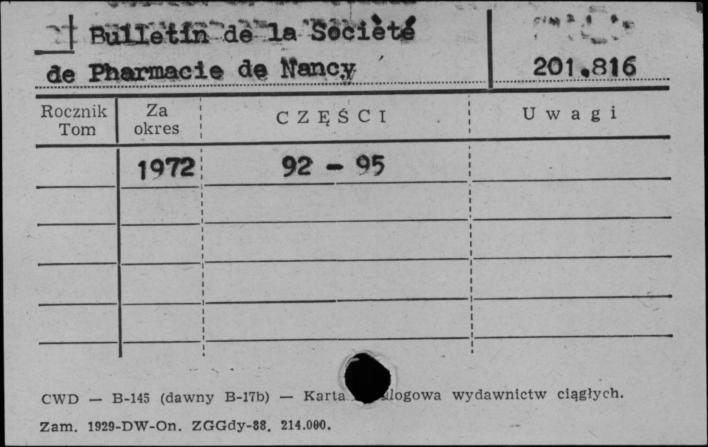 Bulletin de la Société
de Pharmacie de Nancy
201.816
Rocznik Tom
Za okres
CZĘŚCI
Uwagi
1972 92 - 95
CWD — B-145 (dawny B-17b) — Karta wydawnictw ciągłych.
Zam. 1929-DW-On. ZGGdy-88. 214.000.